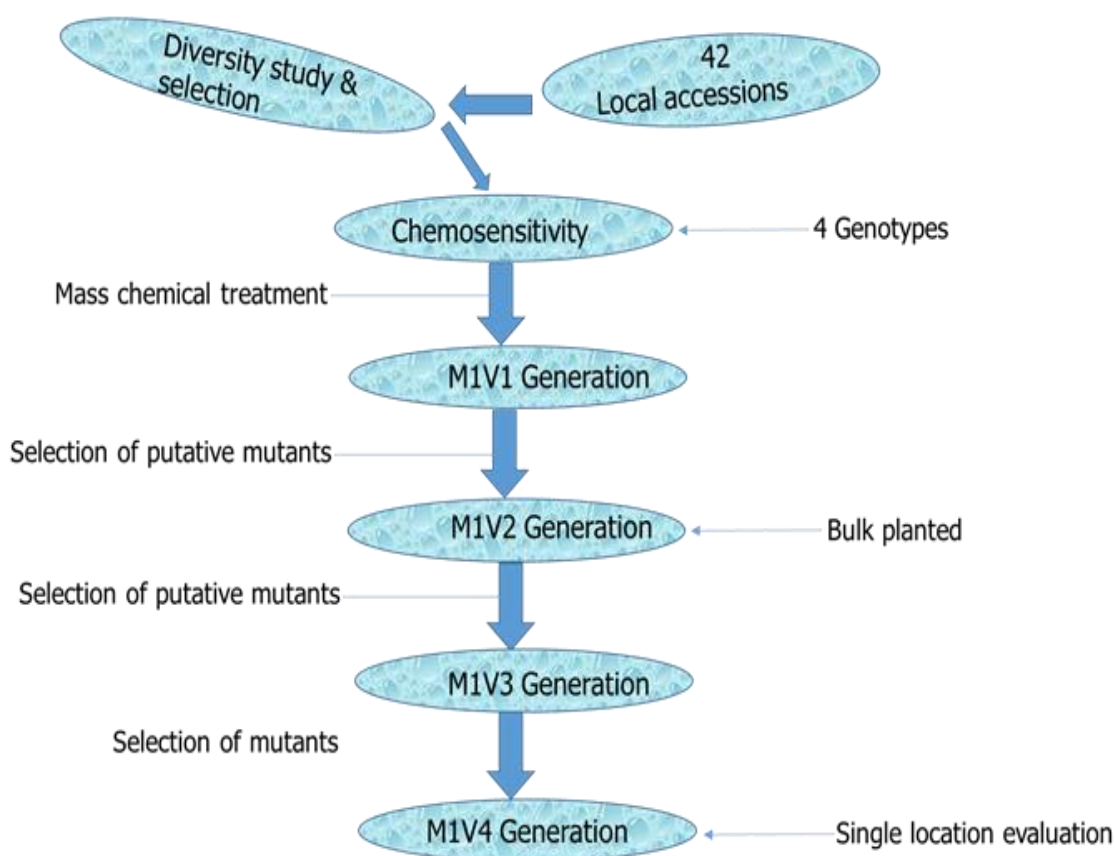 Diversity study &
selection
42
Local accessions
Chemosensitivity
4 Genotypes
Mass chemical treatment
M1V1 Generation
Selection of putative mutants
M1V2 Generation
Bulk planted
Selection of putative mutants
M1V3 Generation
Selection of mutants
M1V4 Generation
Single location evaluation